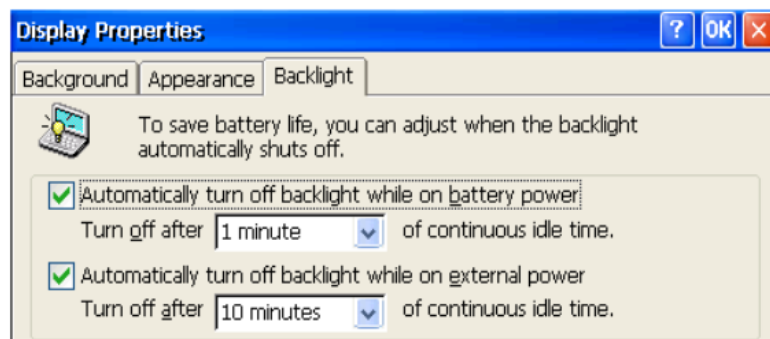 Display Properties ? OK ×
Background Appearance Backlight
To save battery life, you can adjust when the backlight
automatically shuts off.
Automatically turn off backlight while on battery power
Turn off after 1 minute of continuous idle time.
Automatically turn off backlight while on external power
Turn off after 10 minutes of continuous idle time.